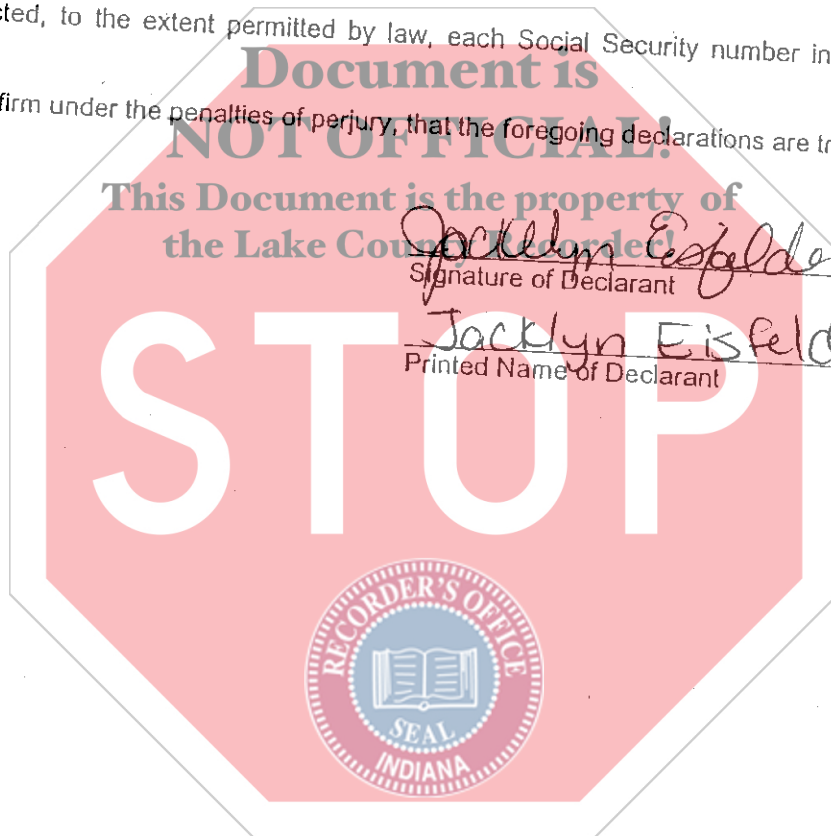 cted, to the extent permitted by law, each Social Security number in
Document is
firm under the penalties of perjury, that the foregoing declarations are tr
NOT OFFICIAL!
This Document is the property of
the Lake County Recorder!
Jacklyn Eisfelde
Signature of Declarant
Jacklyn Eisfeld
Printed Name of Declarant
STOP
RECORDER'S OFFICE
SEAL
INDIANA